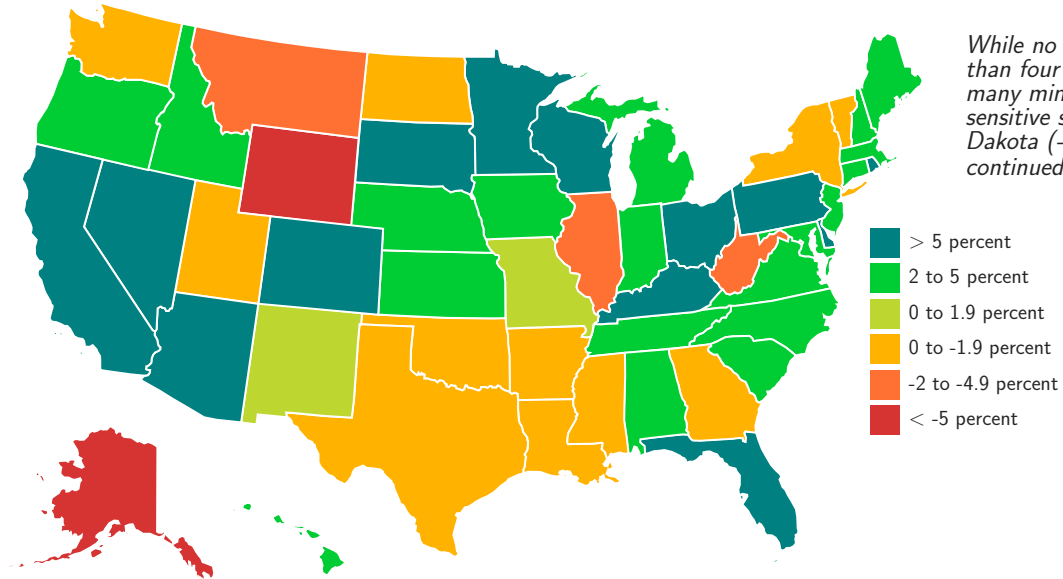 While no
than four
many min
sensitive s
Dakota (-
continued
> 5 percent
2 to 5 percent
0 to 1.9 percent
0 to -1.9 percent
-2 to -4.9 percent
< -5 percent